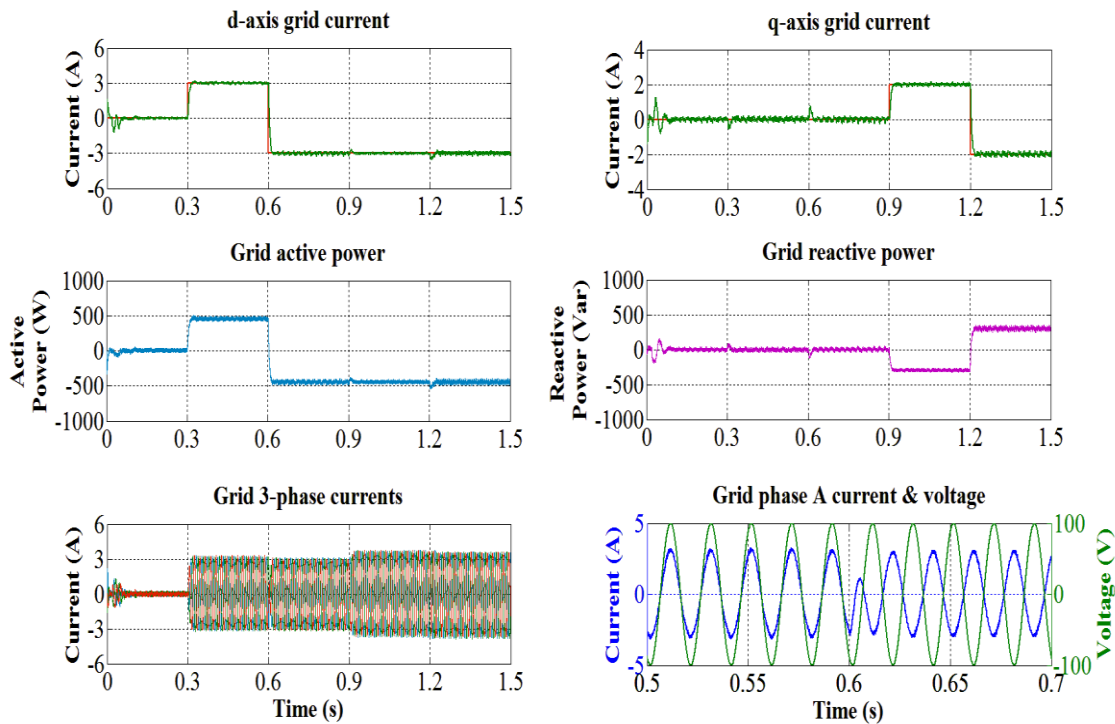 d-axis grid current
q-axis grid current
Current (A)
6
3
0
-3
-6
0 0.3 0.6 0.9 1.2 1.5
Current (A)
4
2
0
-2
-4
0 0.3 0.6 0.9 1.2 1.5
Grid active power
Grid reactive power
Active
Power (W)
1000
500
0
-500
-1000
0 0.3 0.6 0.9 1.2 1.5
Reactive
Power (Var)
1000
500
0
-500
-1000
0 0.3 0.6 0.9 1.2 1.5
Grid 3-phase currents
Grid phase A current & voltage
Current (A)
6
3
0
-3
-6
0 0.3 0.6 0.9 1.2 1.5
Time (s)
Current (A)
5
0
-5
0.5 0.55 0.6 0.65 0.7
100
0
-100
Voltage (V)
Time (s)